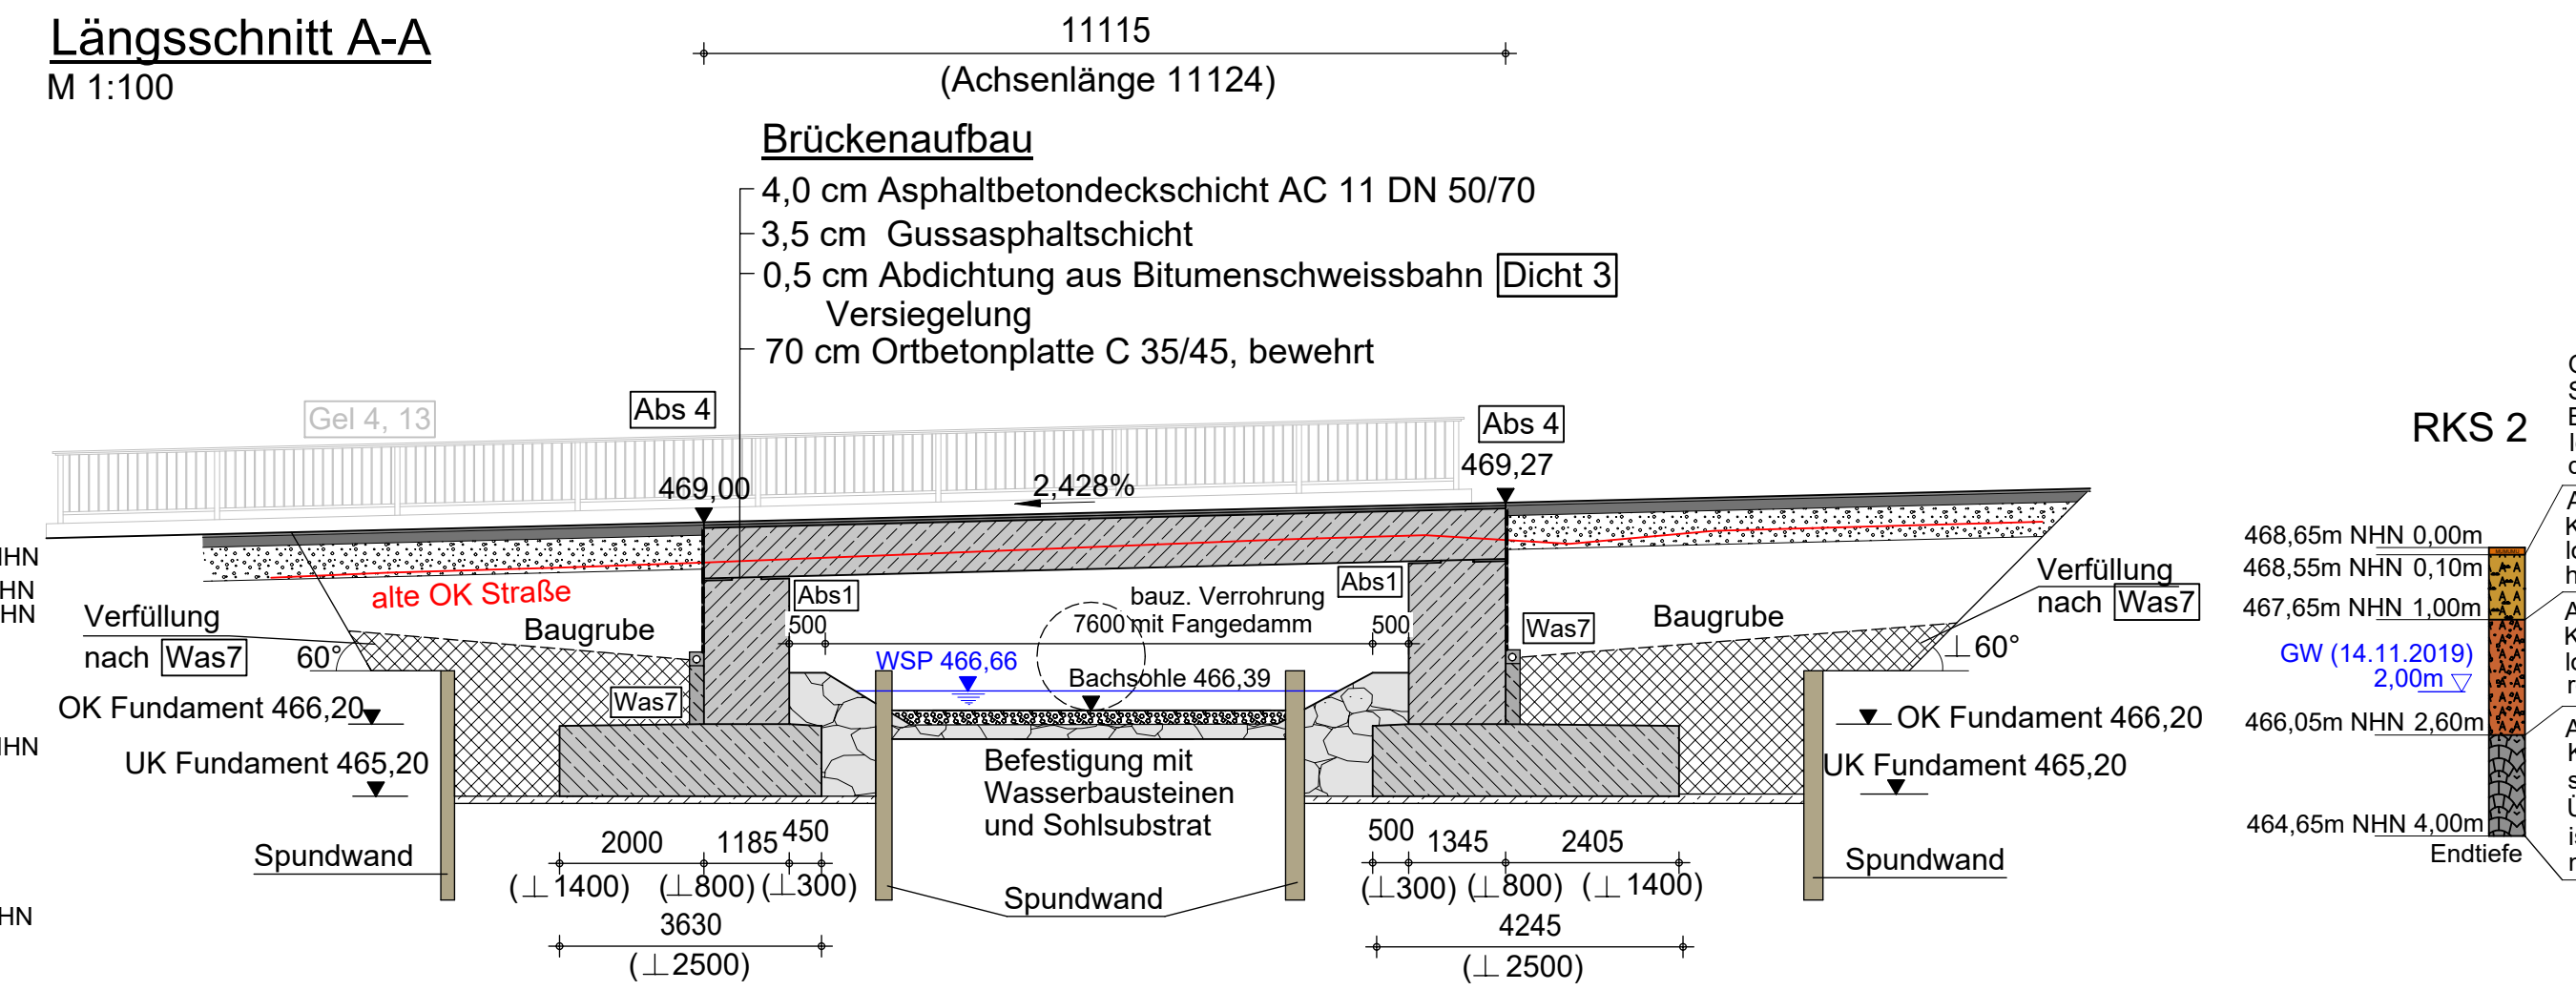 Längsschnitt A-A
M 1:100
11115
(Achsenlänge 11124)
Brückenaufbau
4,0 cm Asphaltbetondeckschicht AC 11 DN 50/70
3,5 cm Gussasphaltschicht
0,5 cm Abdichtung aus Bitumenschweissbahn Dicht 3
Versiegelung
70 cm Ortbetonplatte C 35/45, bewehrt
Gel 4, 13
Abs 4
Abs 4
469,00
2,428%
469,27
RKS 2
alte OK Straße
Verfüllung
nach Was7
60°
Baugrube
Was7
OK Fundament 466,20
UK Fundament 465,20
Spundwand
Abs1
Abs1
500
7600
500
bauz. Verrohrung
mit Fangedamm
WSP 466,66
Bachsohle 466,39
Befestigung mit
Wasserbausteinen
und Sohlsubstrat
Spundwand
Was7
Baugrube
Verfüllung
nach Was7
⊥ 60°
OK Fundament 466,20
UK Fundament 465,20
Spundwand
2000 1185 450
(⊥1400) (⊥800) (⊥300)
3630
(⊥2500)
500 1345 2405
(⊥300) (⊥800) (⊥1400)
4245
(⊥2500)
468,65m NHN 0,00m
468,55m NHN 0,10m
467,65m NHN 1,00m
GW (14.11.2019)
2,00m
466,05m NHN 2,60m
464,65m NHN 4,00m
Endtiefe